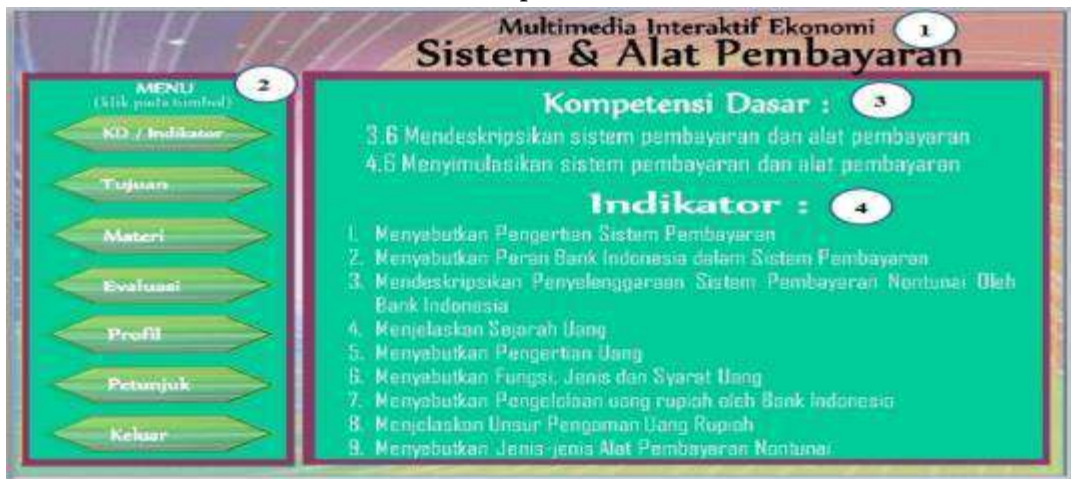 Multimedia Interaktif Ekonomi 1
Sistem & Alat Pembayaran
MENU 2
(klik pada tombol)
KD / Indikator
Tujuan
Materi
Evaluasi
Profil
Petunjuk
Keluar
Kompetensi Dasar : 3
3.6 Mendeskripsikan sistem pembayaran dan alat pembayaran
4.6 Menyimulasikan sistem pembayaran dan alat pembayaran
Indikator : 4
1. Menyebutkan Pengertian Sistem Pembayaran
2. Menyebutkan Peran Bank Indonesia dalam Sistem Pembayaran
3. Mendeskripsikan Penyelenggaraan Sistem Pembayaran Nontunai Oleh
Bank Indonesia
4. Menjelaskan Sejarah Uang
5. Menyebutkan Pengertian Uang
6. Menyebutkan Fungsi, Jenis dan Syarat Uang
7. Menyebutkan Pengelolaan uang rupiah oleh Bank Indonesia
8. Menjelaskan Unsur Pengaman Uang Rupiah
9. Menyebutkan Jenis-jenis Alat Pembayaran Nontunai